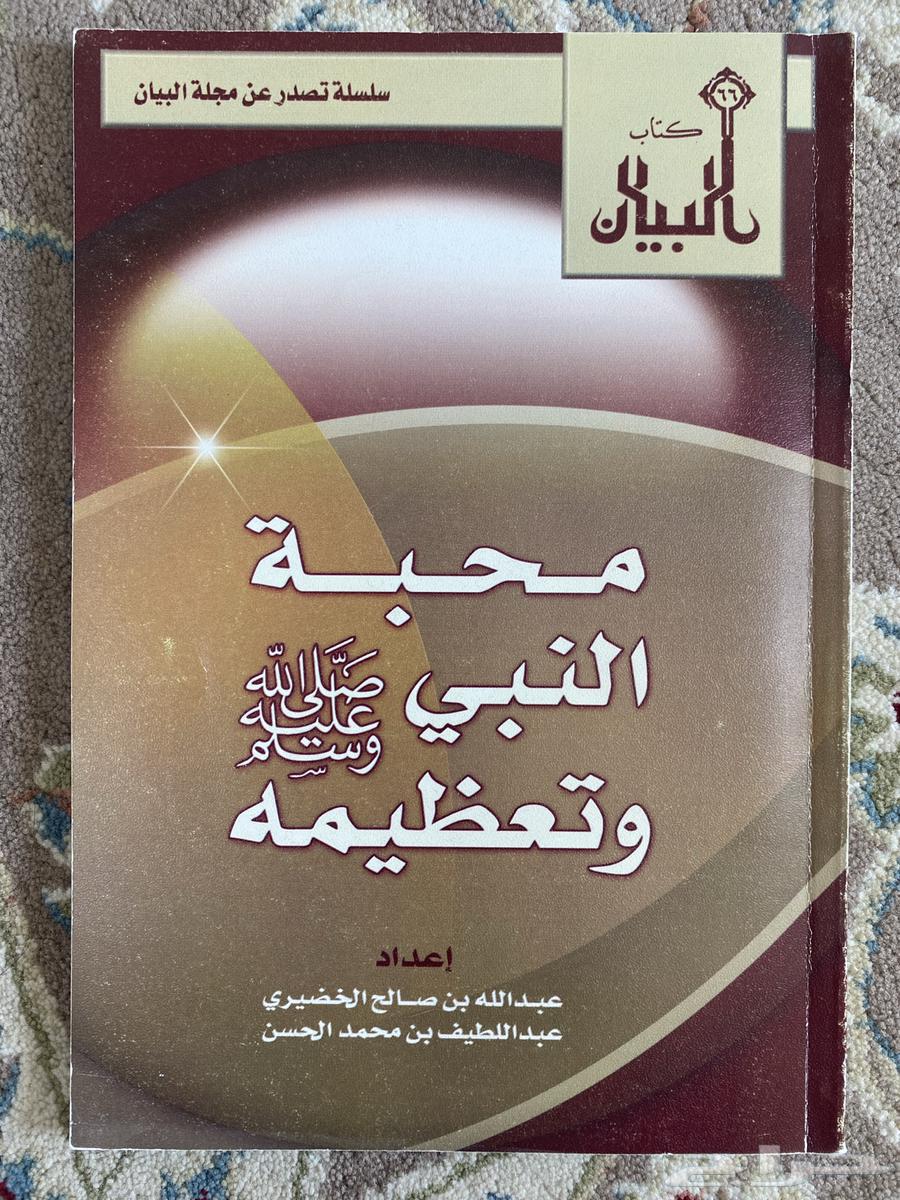 سلسلة تصدر عن مجلة البيان
٦٦
كتاب
البيان
محبة
النبي صلى الله عليه وسلم
وتعظيمه
إعداد
عبدالله بن صالح الخضيري
عبداللطيف بن محمد الحسن